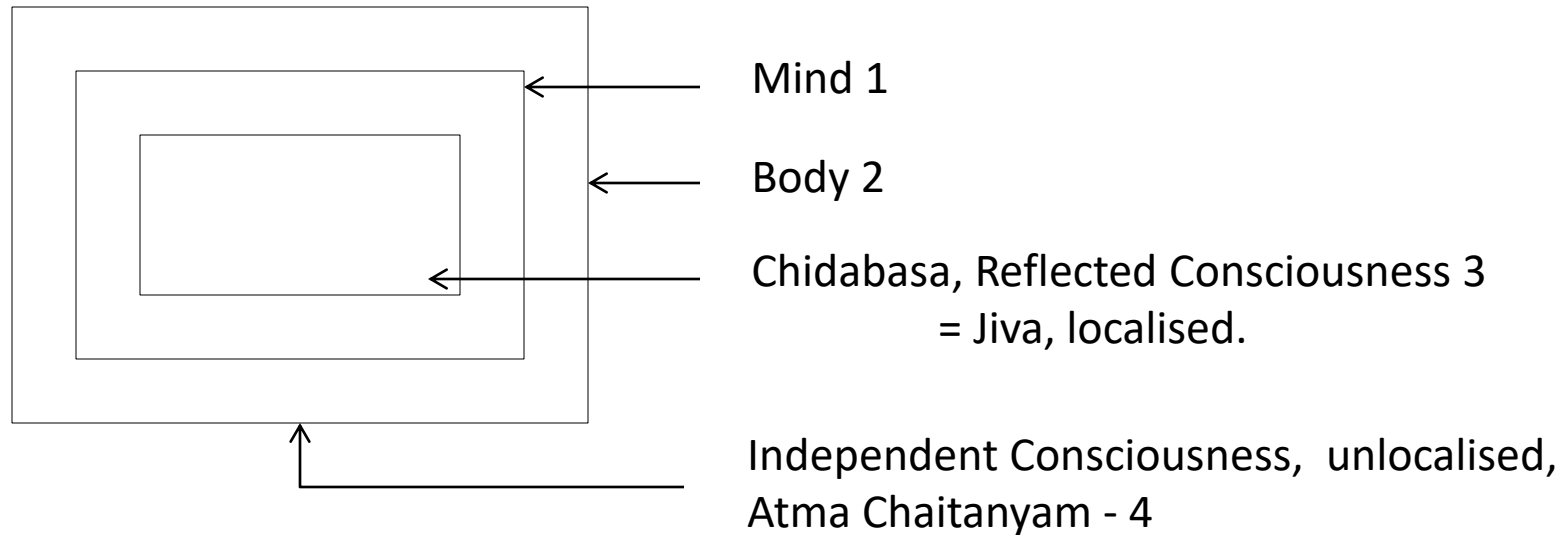 Mind 1
Body 2
Chidabasa, Reflected Consciousness 3
= Jiva, localised.
Independent Consciousness, unlocalised,
Atma Chaitanyam - 4